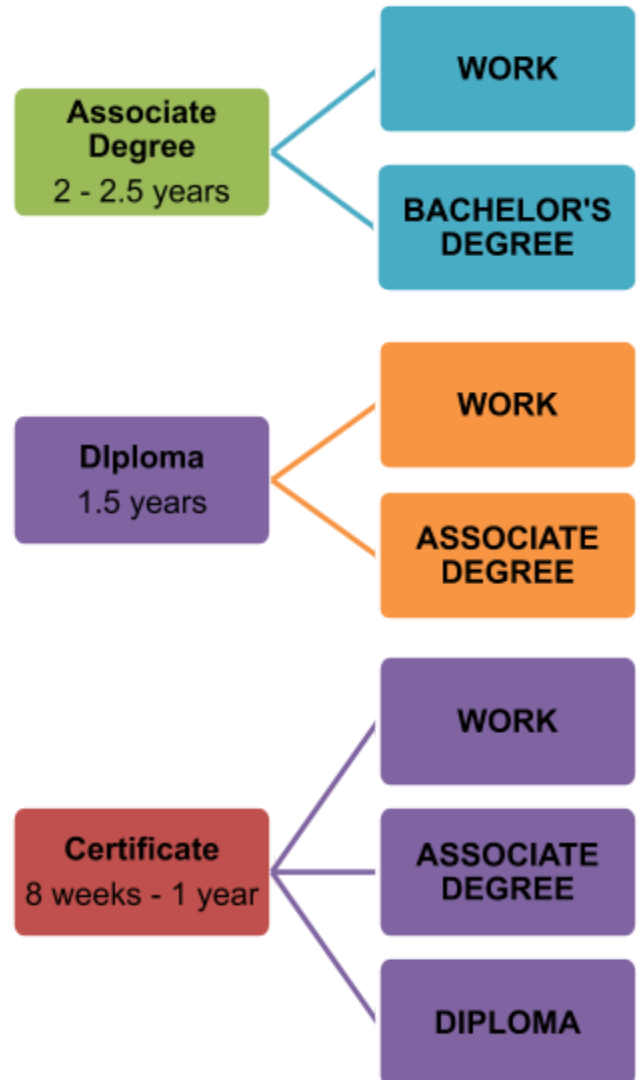 WORK
Associate
Degree
2 - 2.5 years
BACHELOR'S
DEGREE
WORK
DIploma
1.5 years
ASSOCIATE
DEGREE
WORK
Certificate
8 weeks - 1 year
ASSOCIATE
DEGREE
DIPLOMA